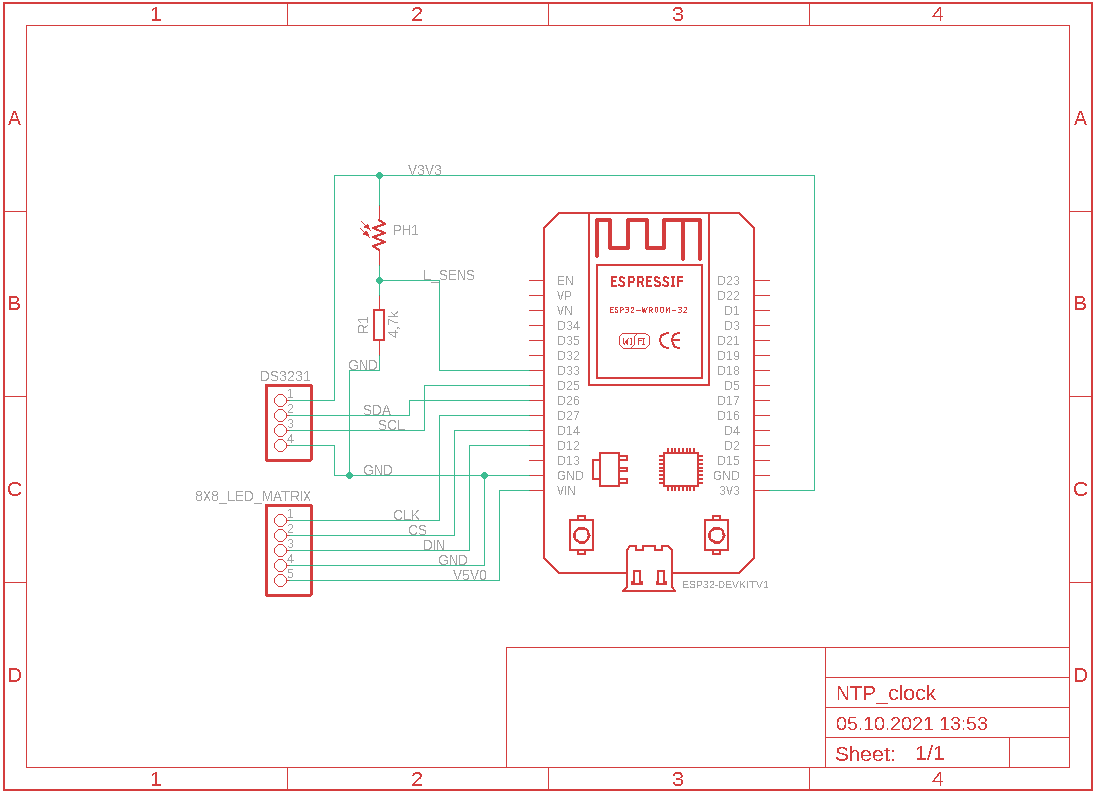 1 2 3 4
A A
V3V3
PH1
L_SENS
B B
R1 4,7k
GND
ESPRESSIF
ESP32-WROOM-32
WiFi CE
EN D23
VP D22
VN D1
D34 D3
D35 D21
D32 D19
D33 D18
D25 D5
D26 D17
D27 D16
D14 D4
D12 D2
D13 D15
GND GND
VIN 3V3
DS3231
1
2 SDA
3 SCL
4
GND
C C
8X8_LED_MATRIX
1 CLK
2 CS
3 DIN
4 GND
5 V5V0
ESP32-DEVKITV1
D D
NTP_clock
05.10.2021 13:53
Sheet: 1/1
1 2 3 4